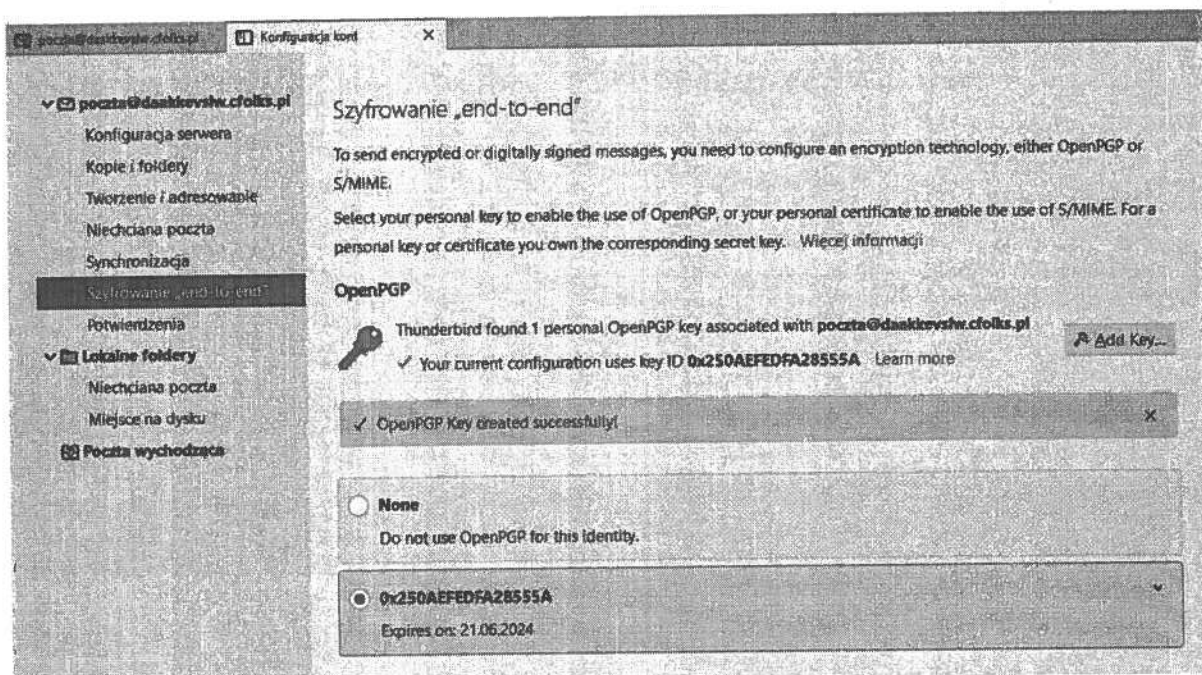 poczta@daakkevslw.cfolks.pl
Konfiguracja kont
poczta@daakkevslw.cfolks.pl
Konfiguracja serwera
Kopie i foldery
Tworzenie i adresowanie
Niechciana poczta
Synchronizacja
Szyfrowanie „end-to-end”
Potwierdzenia
Lokalne foldery
Niechciana poczta
Miejsce na dysku
Poczta wychodząca
Szyfrowanie „end-to-end”
To send encrypted or digitally signed messages, you need to configure an encryption technology, either OpenPGP or
S/MIME.
Select your personal key to enable the use of OpenPGP, or your personal certificate to enable the use of S/MIME. For a
personal key or certificate you own the corresponding secret key. Więcej informacji
OpenPGP
Thunderbird found 1 personal OpenPGP key associated with poczta@daakkevslw.cfolks.pl
Add Key...
Your current configuration uses key ID 0x250AEFEDFA28555A Learn more
OpenPGP Key created successfully!
None
Do not use OpenPGP for this identity.
0x250AEFEDFA28555A
Expires on: 21.06.2024